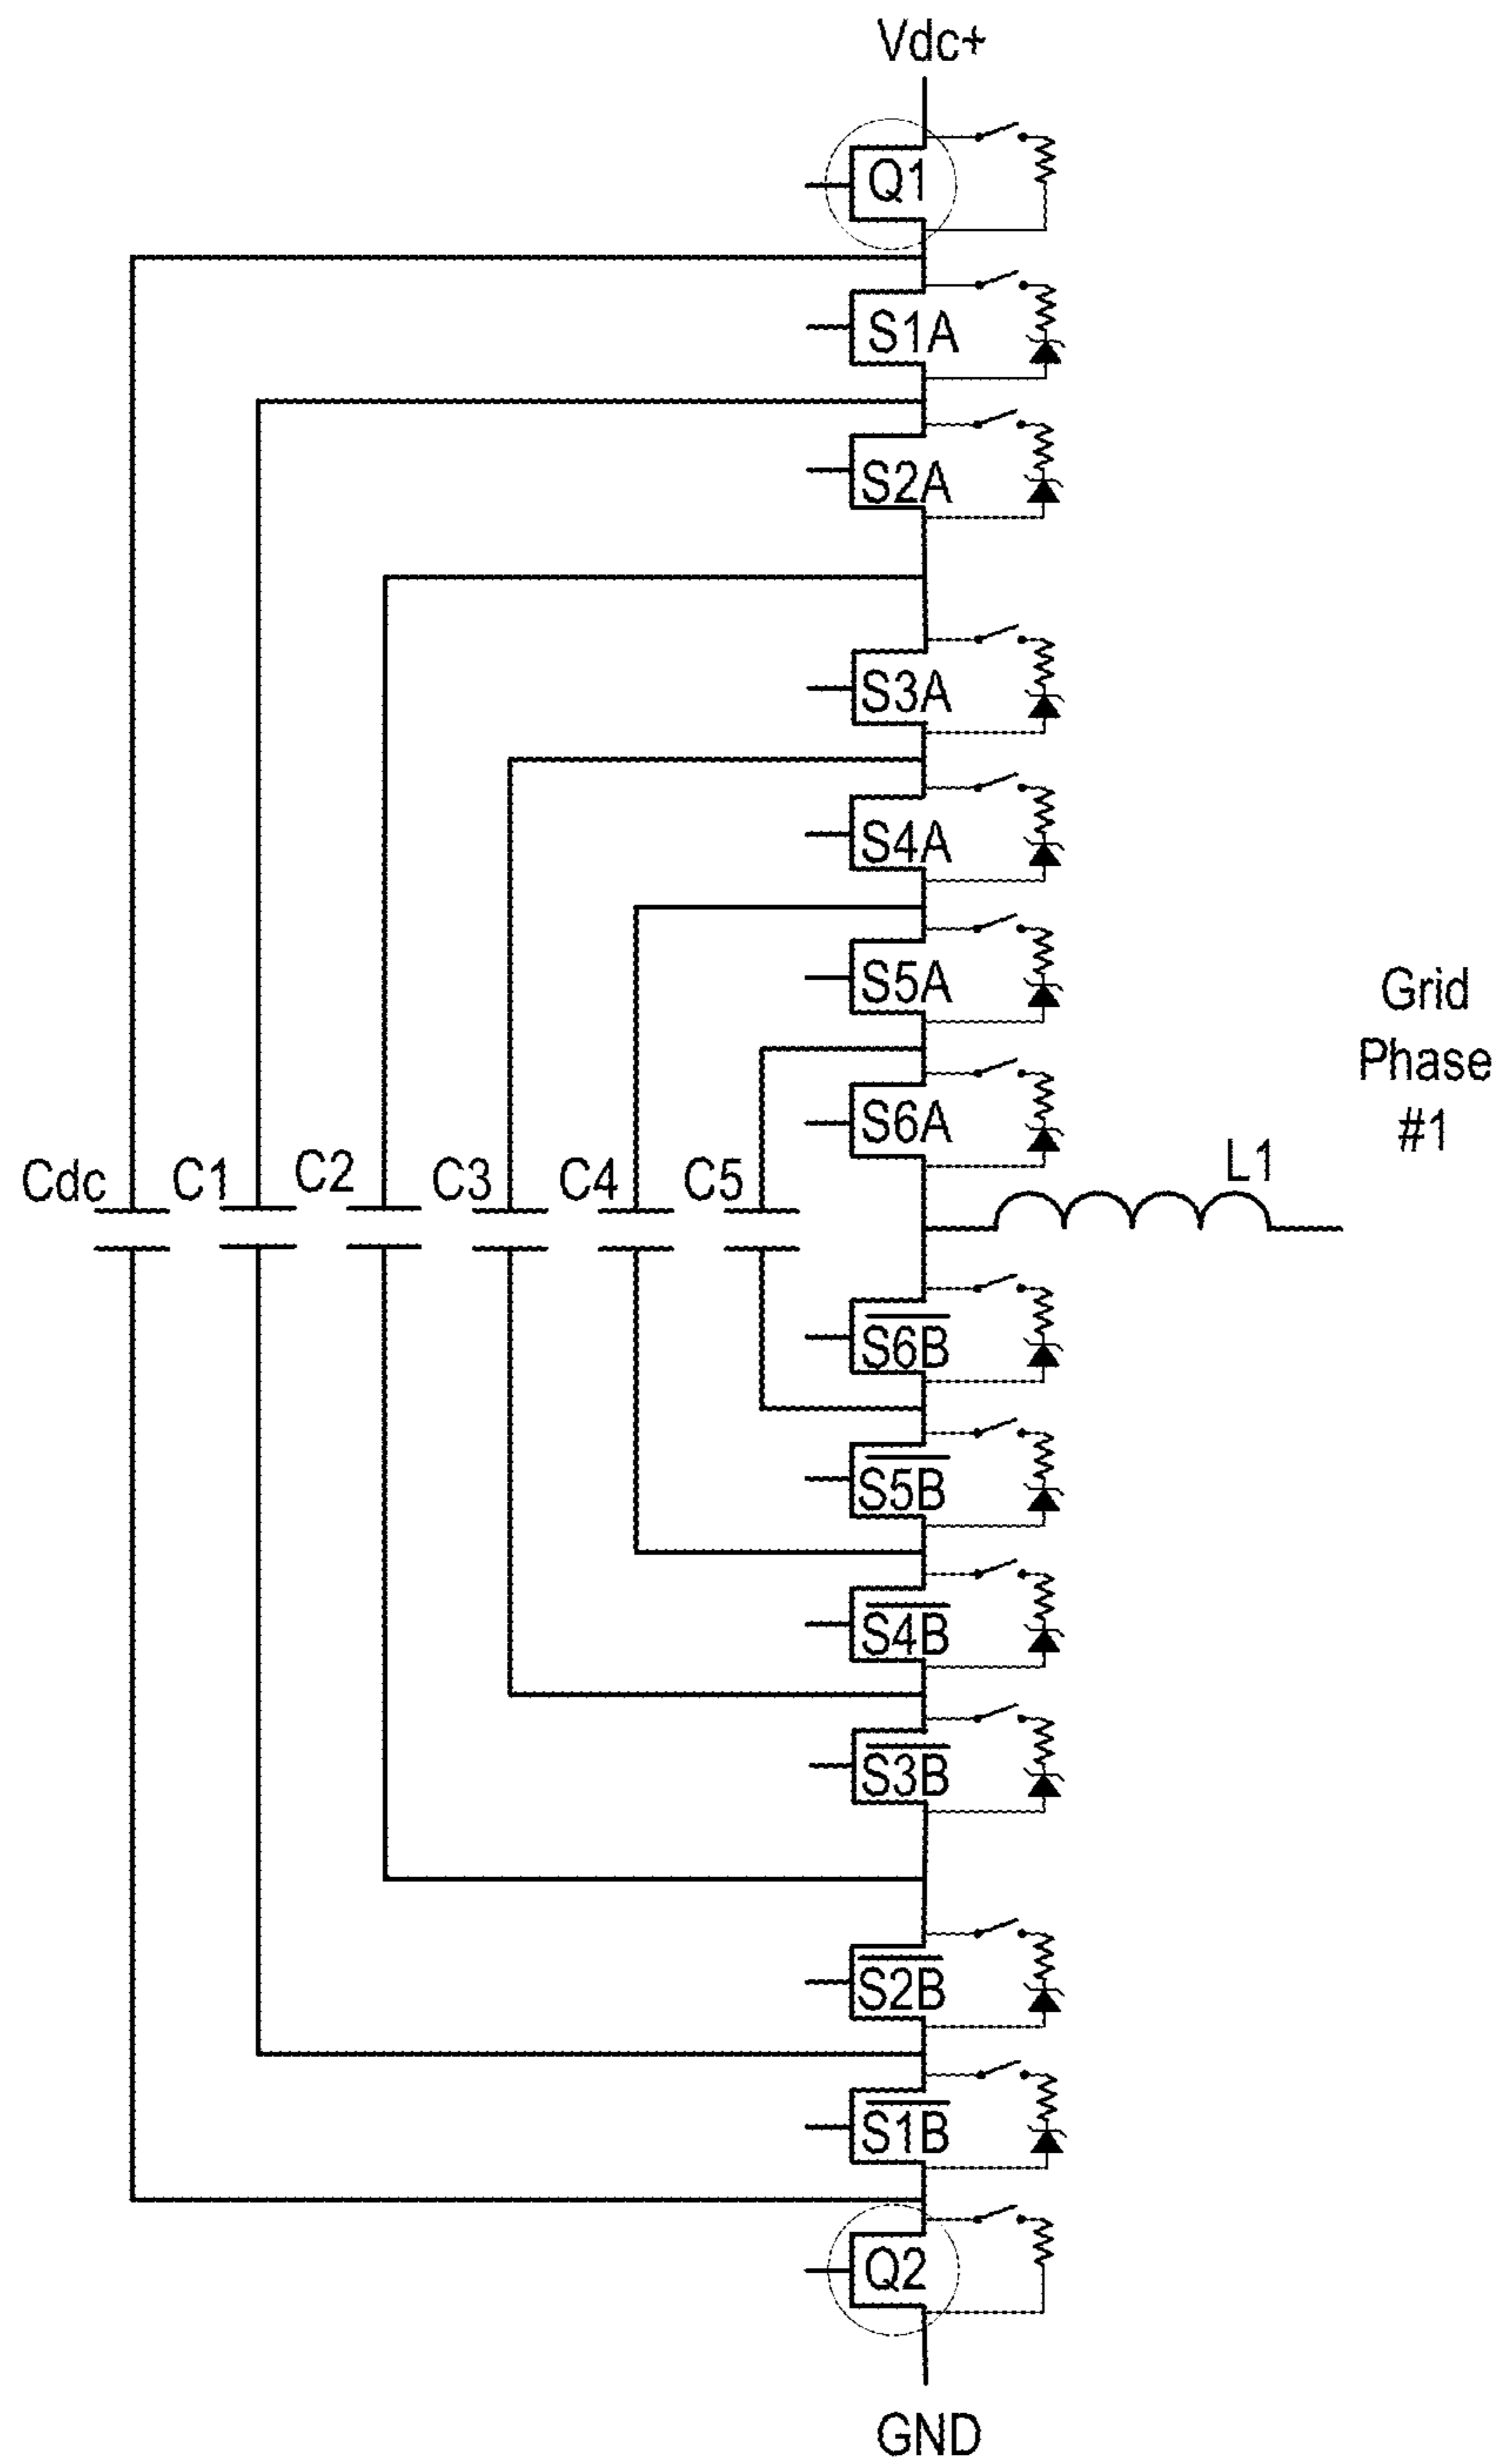 Vdc+
Q1
S1A
S2A
S3A
S4A
S5A
Grid
Phase
#1
S6A
Cdc
C1
C2
C3
C4
C5
L1
S6B
S5B
S4B
S3B
S2B
S1B
Q2
GND